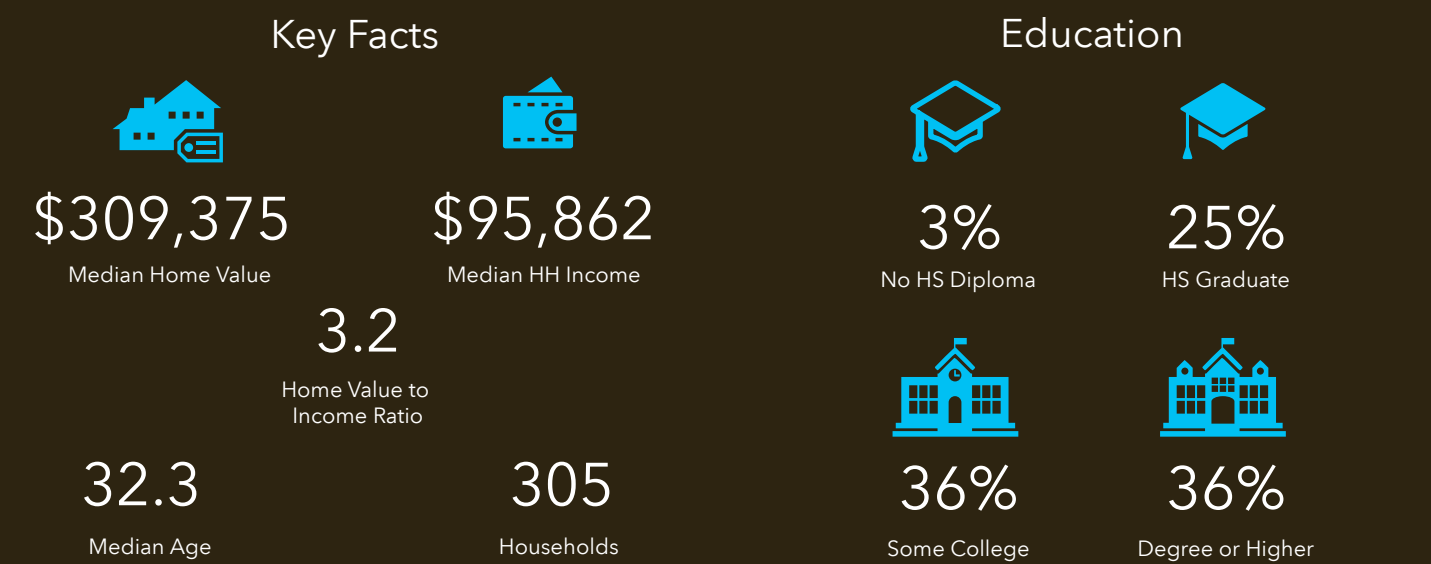 Key Facts
$309,375
Median Home Value
$95,862
Median HH Income
3.2
Home Value to
Income Ratio
32.3
Median Age
305
Households
Education
3%
No HS Diploma
25%
HS Graduate
36%
Some College
36%
Degree or Higher